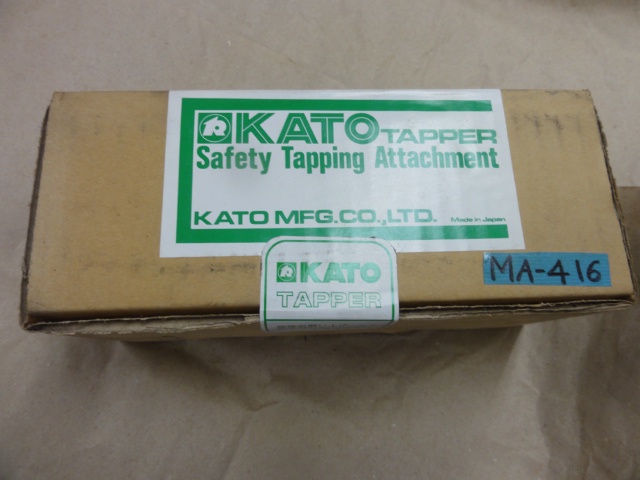 KATO TAPPER
Safety Tapping Attachment
KATO MFG.CO.,LTD. Made in Japan
MA-416
KATO
TAPPER